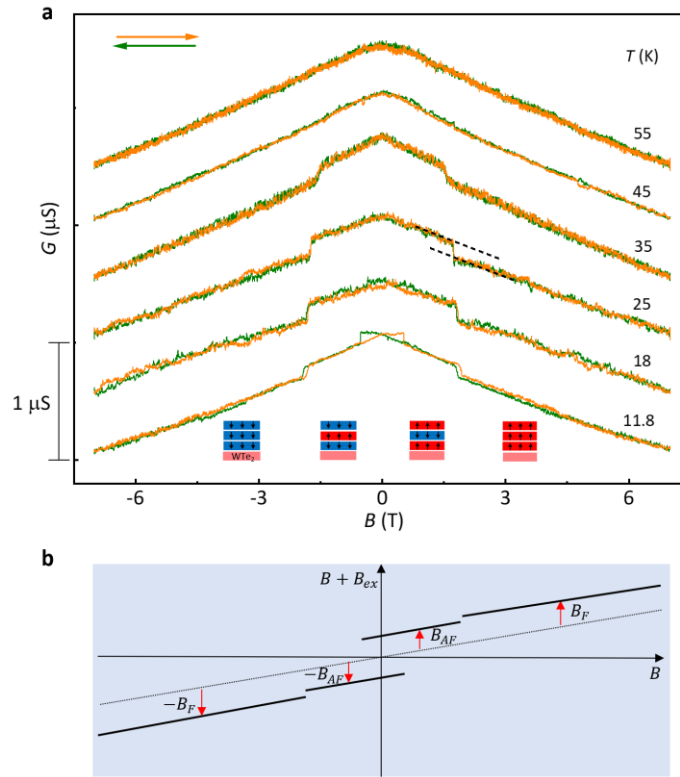 a
T (K)
55
45
35
25
18
11.8
G (μS)
1 μS
WTe₂
-6 -3 0 3 6
B (T)
b
B + B_ex
B_F
B_AF
−B_AF
B
−B_F